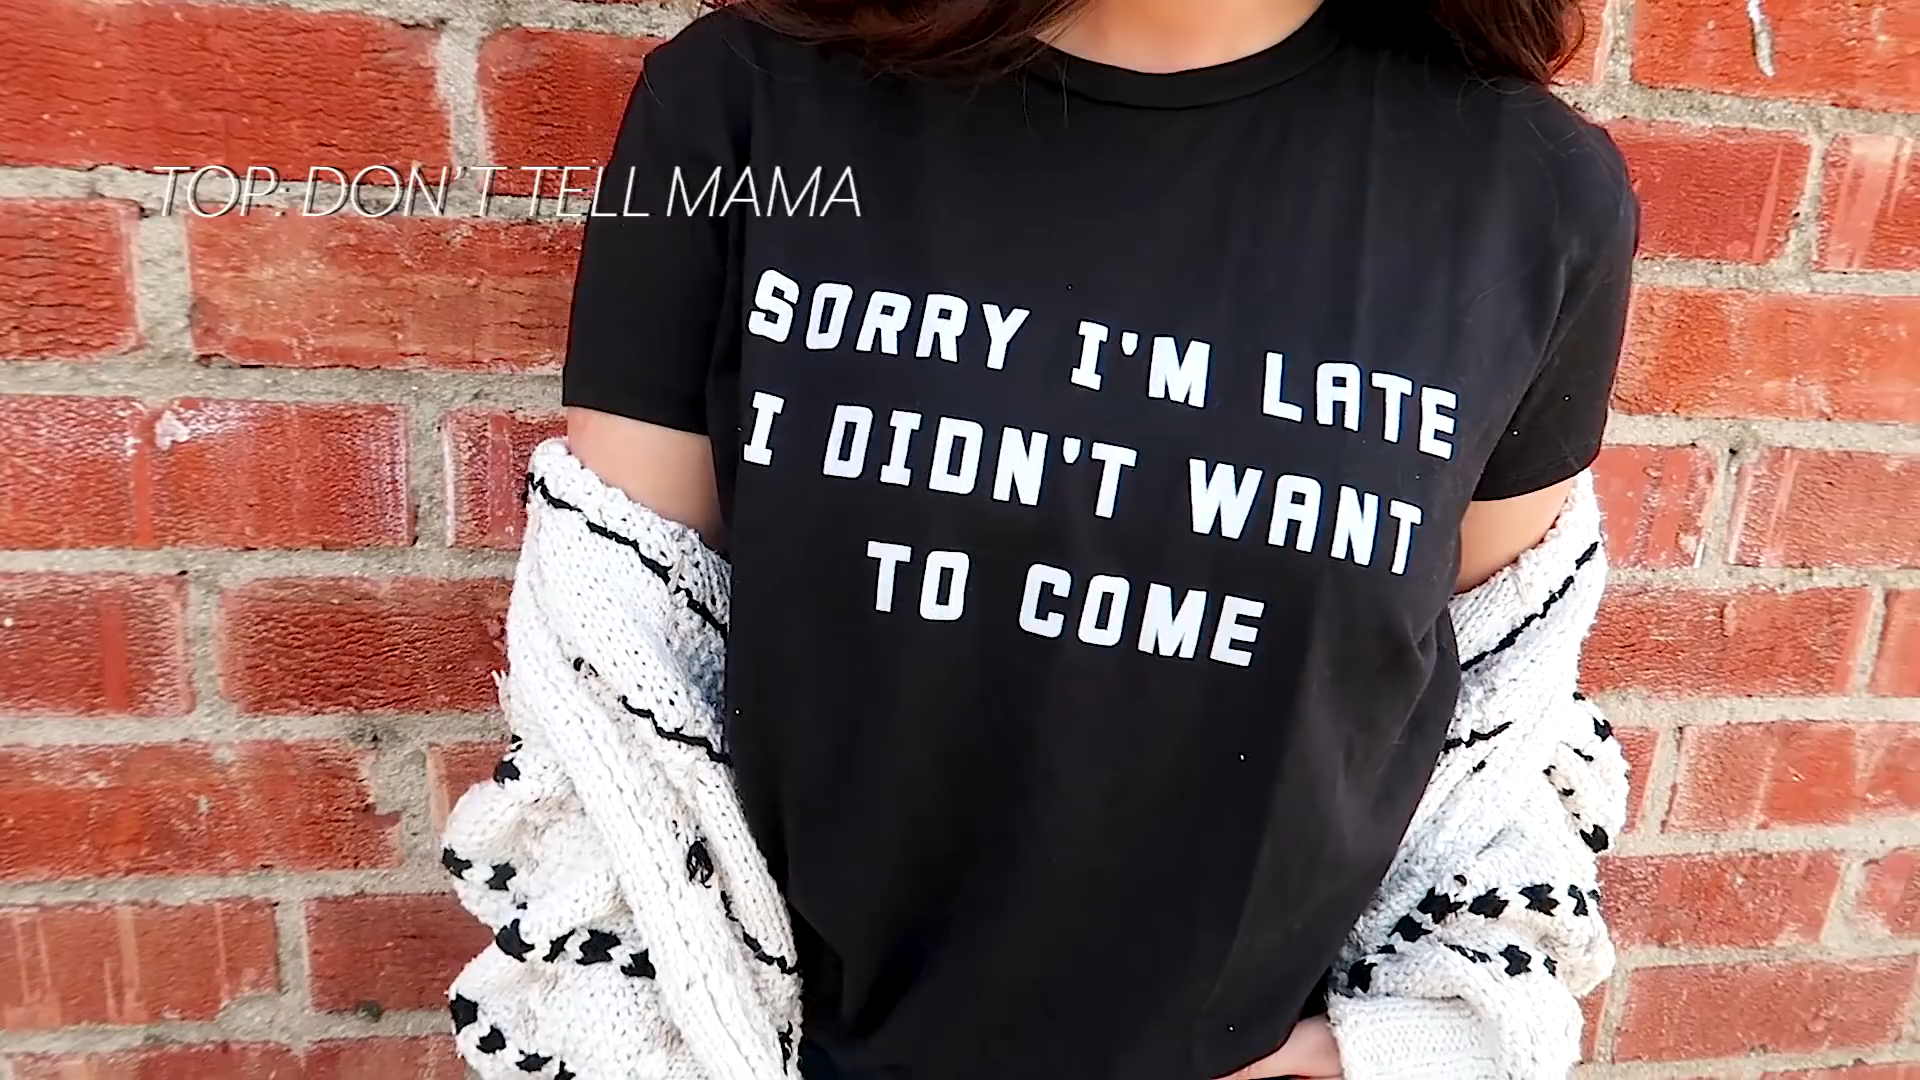 TOP: DON'T TELL MAMA
SORRY I'M LATE
I DIDN'T WANT
TO COME